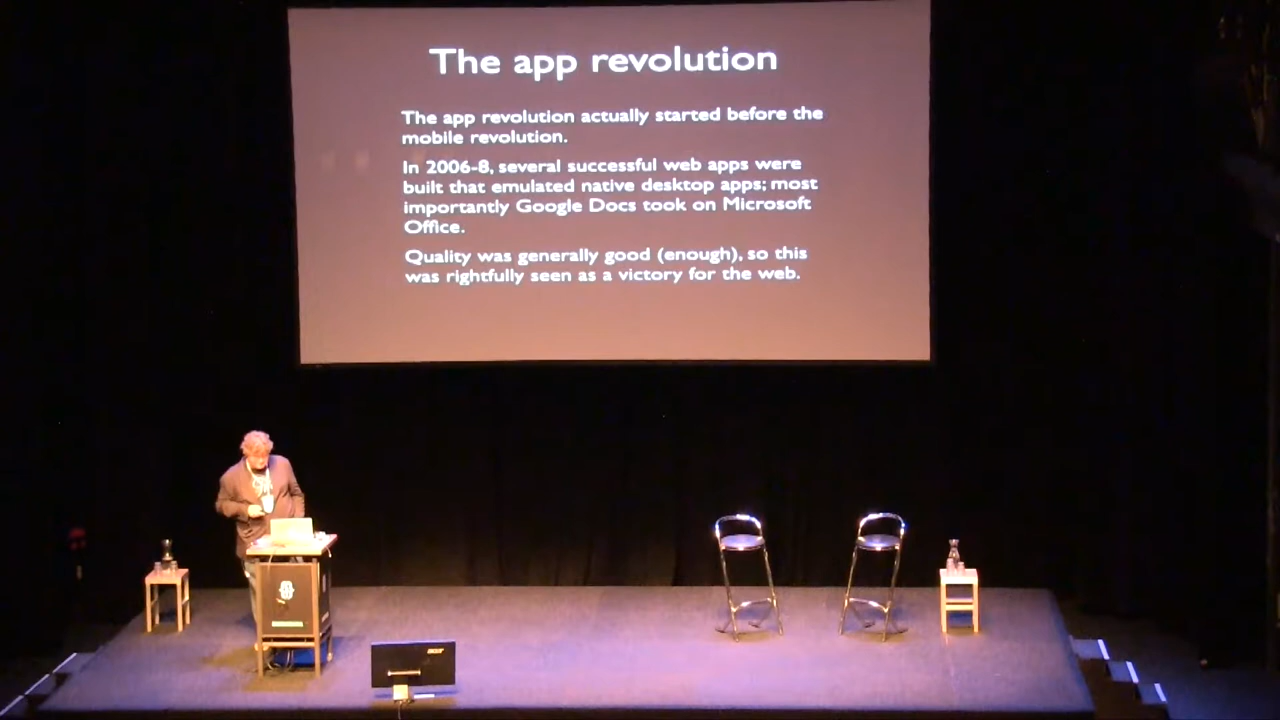 The app revolution
The app revolution actually started before the
mobile revolution.
In 2006-8, several successful web apps were
built that emulated native desktop apps; most
importantly Google Docs took on Microsoft
Office.
Quality was generally good (enough), so this
was rightfully seen as a victory for the web.
acer